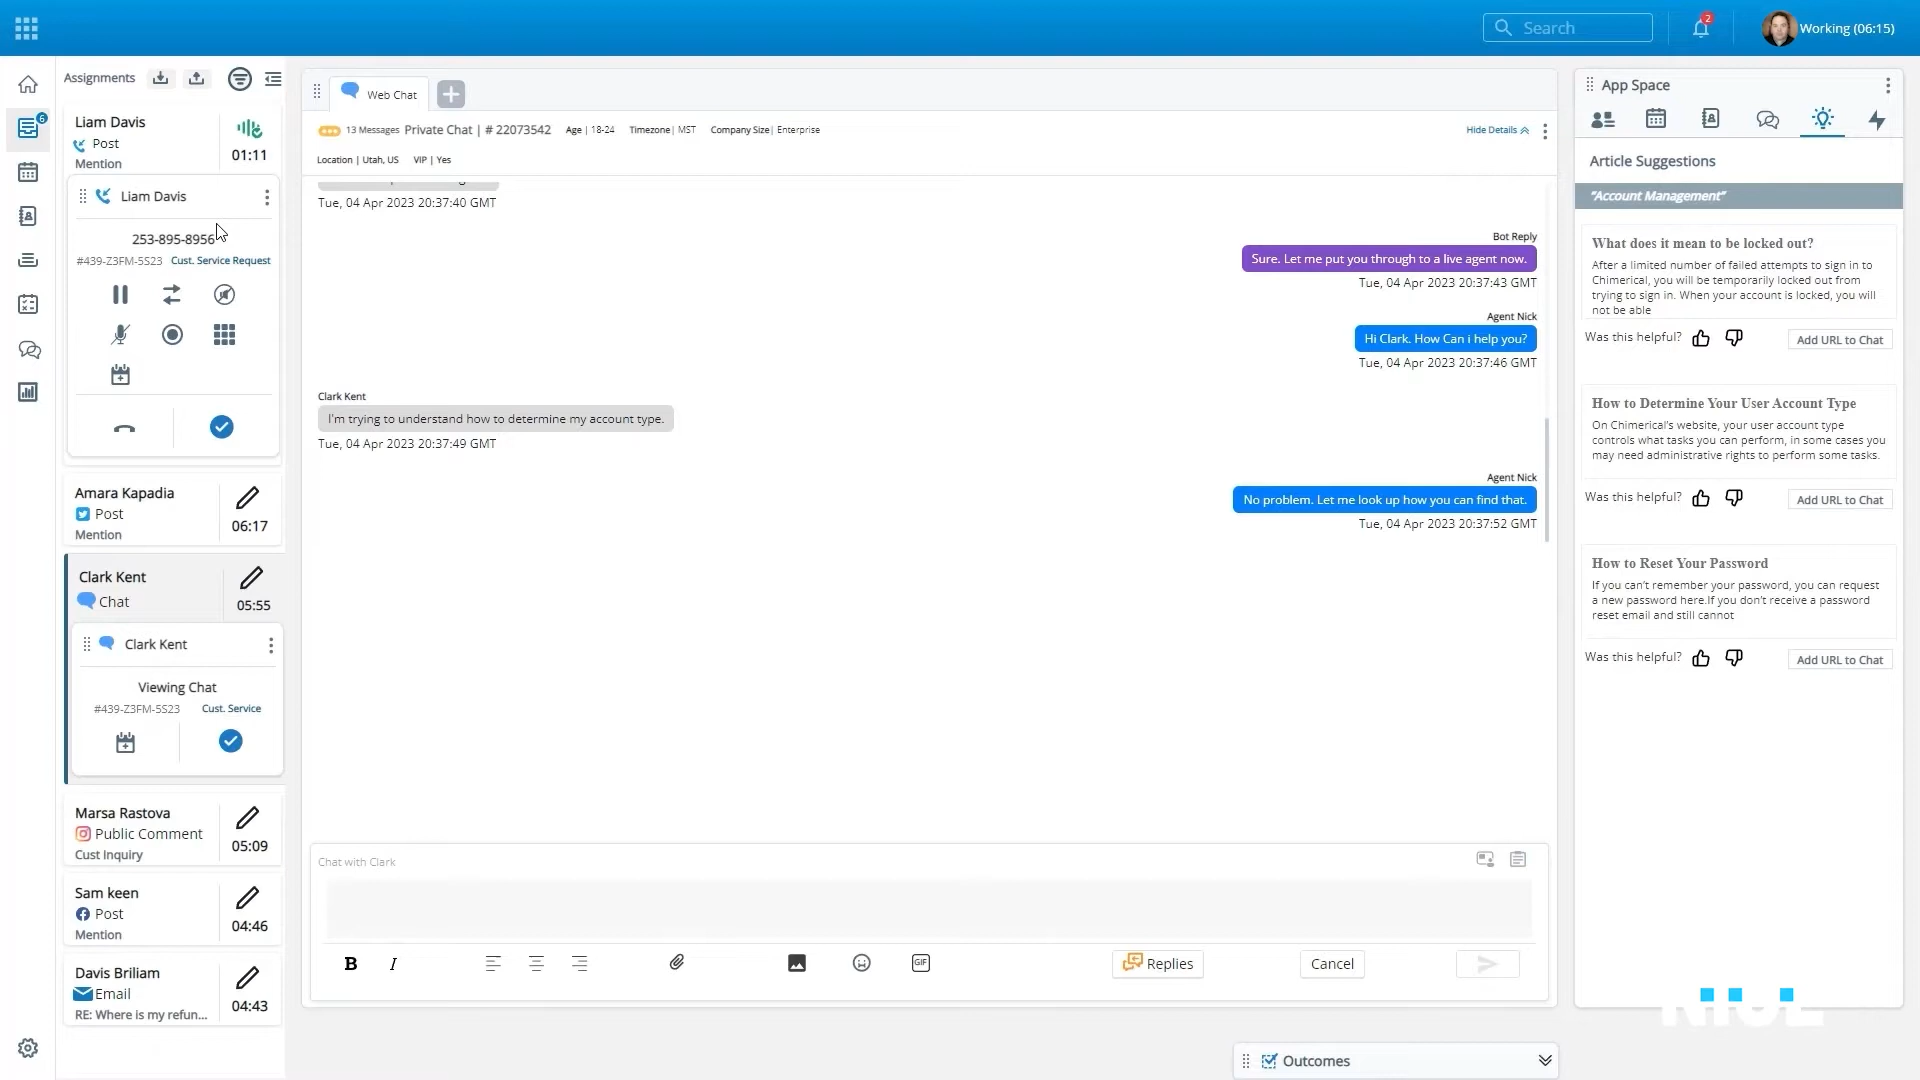 Search
2
Working (06:15)
Assignments
6
Liam Davis
Post
Mention
01:11
Liam Davis
253-895-8956
#439-Z3FM-5S23 Cust. Service Request
Amara Kapadia
Post
Mention
06:17
Clark Kent
Chat
05:55
Clark Kent
Viewing Chat
#439-Z3FM-5S23 Cust. Service
Marsa Rastova
Public Comment
Cust Inquiry
05:09
Sam keen
Post
Mention
04:46
Davis Briliam
Email
RE: Where is my refun...
04:43
Web Chat
13 Messages Private Chat | # 22073542 Age | 18-24 Timezone | MST Company Size| Enterprise
Hide Details
Location | Utah, US VIP | Yes
Tue, 04 Apr 2023 20:37:40 GMT
Bot Reply
Sure. Let me put you through to a live agent now.
Tue, 04 Apr 2023 20:37:43 GMT
Agent Nick
Hi Clark. How Can i help you?
Tue, 04 Apr 2023 20:37:46 GMT
Clark Kent
I'm trying to understand how to determine my account type.
Tue, 04 Apr 2023 20:37:49 GMT
Agent Nick
No problem. Let me look up how you can find that.
Tue, 04 Apr 2023 20:37:52 GMT
Chat with Clark
B I
GIF
Replies
Cancel
Outcomes
App Space
Article Suggestions
"Account Management"
What does it mean to be locked out?
After a limited number of failed attempts to sign in to
Chimerical, you will be temporarily locked out from
trying to sign in. When your account is locked, you will
not be able
Was this helpful?
Add URL to Chat
How to Determine Your User Account Type
On Chimerical's website, your user account type
controls what tasks you can perform, in some cases you
may need administrative rights to perform some tasks.
Was this helpful?
Add URL to Chat
How to Reset Your Password
If you can't remember your password, you can request
a new password here.If you don't receive a password
reset email and still cannot
Was this helpful?
Add URL to Chat